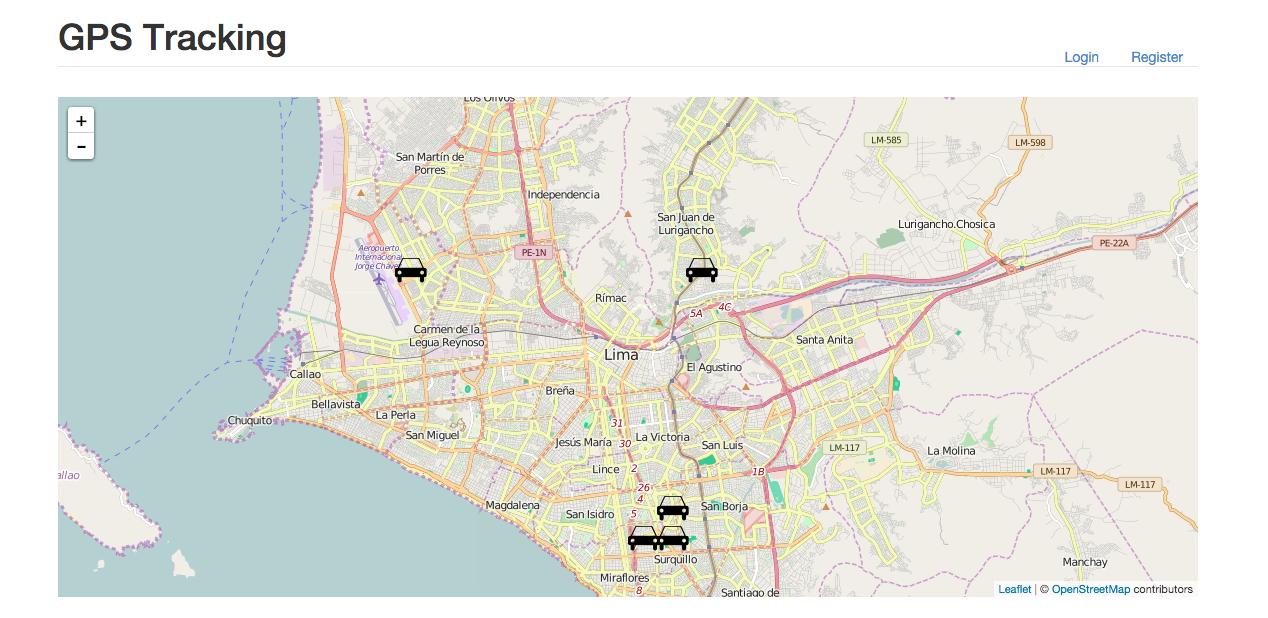 GPS Tracking
Login
Register
+
-
Los Olivos
San Martín de
Porres
LM-585
LM-598
Independencia
San Juan de
Lurigancho
Lurigancho.Chosica
PE-22A
Aeropuerto
Internacional
Jorge Chávez
PE-1N
Rímac
5A
4C
Carmen de la
Legua Reynoso
Lima
Santa Anita
Callao
El Agustino
Breña
Bellavista
La Perla
Chuquito
31
San Miguel
Jesús María
30
La Victoria
San Luis
LM-117
La Molina
Lince
2
1B
LM-117
LM-117
allao
26
4
Magdalena
San Isidro
5
San Borja
Surquillo
Manchay
Miraflores
8
Santiago de
Leaflet | © OpenStreetMap contributors